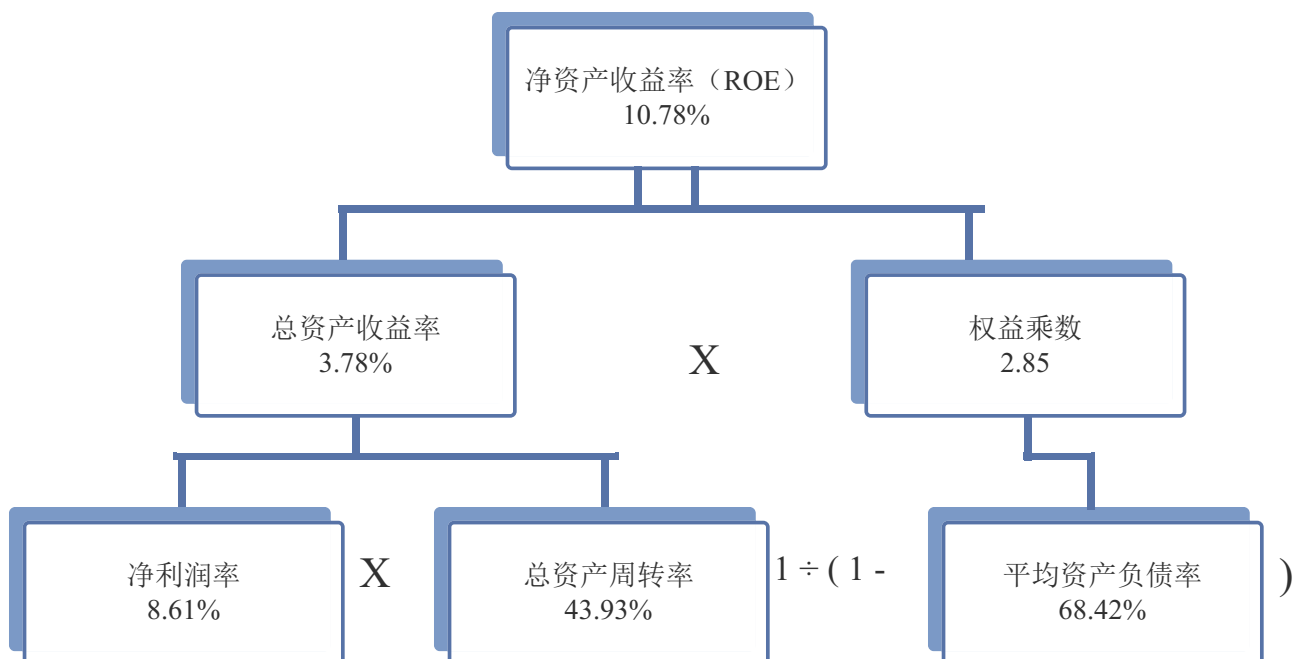 净资产收益率（ROE）
10.78%
总资产收益率
3.78%
X
权益乘数
2.85
净利润率
8.61%
X
总资产周转率
43.93%
1 ÷ ( 1 -
平均资产负债率
68.42%
)